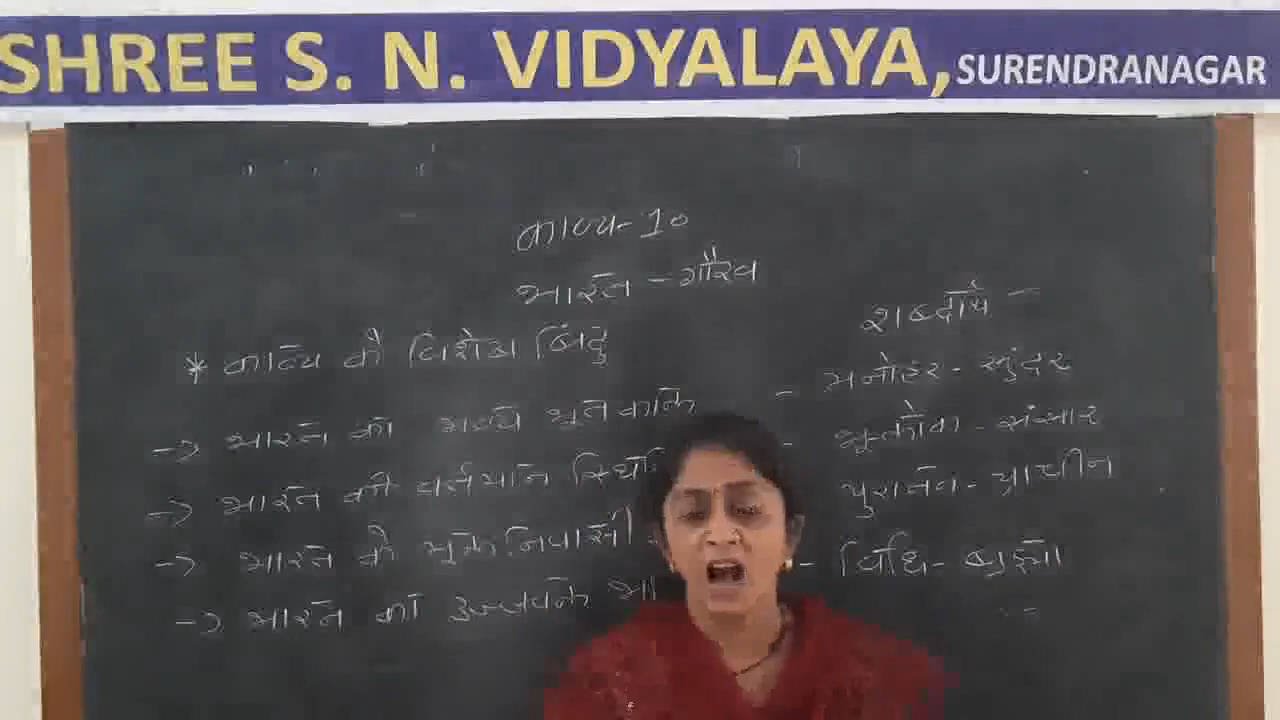 SHREE S. N. VIDYALAYA, SURENDRANAGAR
काव्य-10
भारत - गौरव
* काव्य के विशेष बिंदु
→ भारत का भव्य भूतकाल
→ भारत की वर्तमान स्थिति
→ भारत के मूल निवासी
→ भारत का उज्जवल
शब्दार्थ -
- मनोहर - सुंदर
- भूलोक - संसार
पुरातन - प्राचीन
- विधि - ब्रह्मा